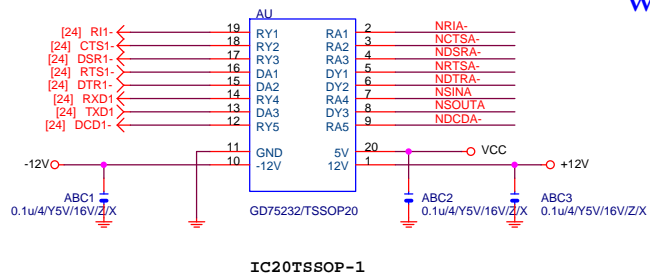 AU
[24] RI1- 19 RY1 RA1 2 NRIA-
[24] CTS1- 18 RY2 RA2 3 NCTSA-
[24] DSR1- 17 RY3 RA3 4 NDSRA-
[24] RTS1- 16 DA1 DY1 5 NRTSA-
[24] DTR1- 15 DA2 DY2 6 NDTRA-
[24] RXD1 14 RY4 RA4 7 NSINA
[24] TXD1 13 DA3 DY3 8 NSOUTA
[24] DCD1- 12 RY5 RA5 9 NDCDA-
11 GND 5V 20 VCC
-12V 10 -12V 12V 1 +12V
ABC1 ABC2 ABC3
0.1u/4/Y5V/16V/Z/X GD75232/TSSOP20 0.1u/4/Y5V/16V/Z/X 0.1u/4/Y5V/16V/Z/X
IC20TSSOP-1